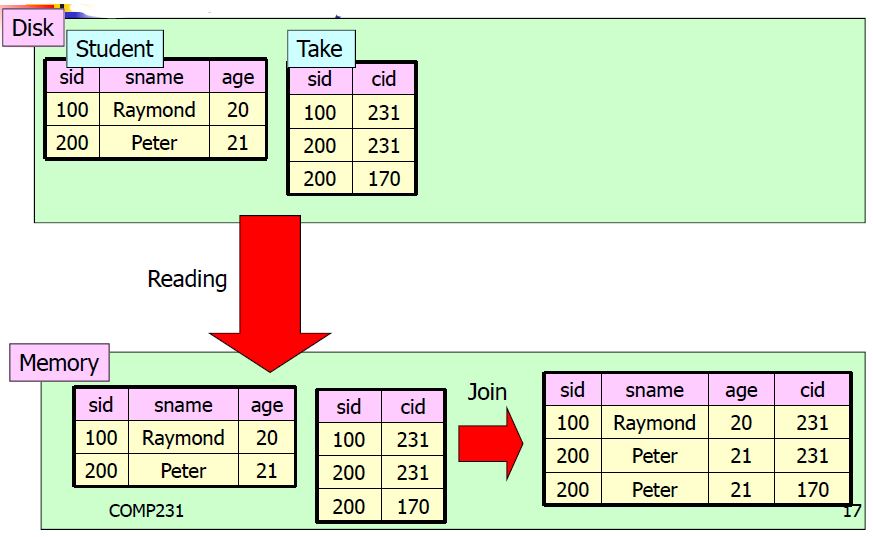 Disk
Student
sid sname age
100 Raymond 20
200 Peter 21
Take
sid cid
100 231
200 231
200 170
Reading
Memory
sid sname age
100 Raymond 20
200 Peter 21
sid cid
100 231
200 231
200 170
Join
sid sname age cid
100 Raymond 20 231
200 Peter 21 231
200 Peter 21 170
COMP231
17